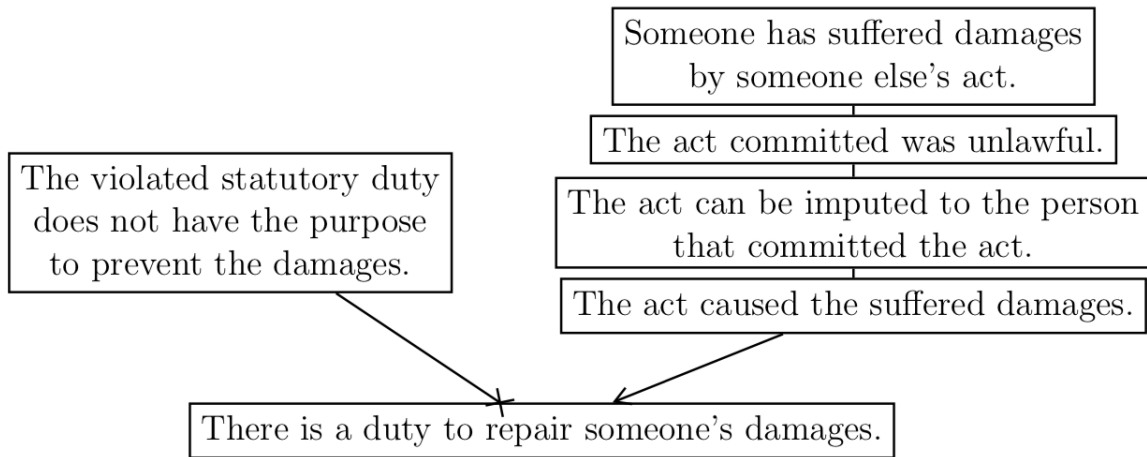 Someone has suffered damages
by someone else's act.
The act committed was unlawful.
The violated statutory duty
does not have the purpose
to prevent the damages.
The act can be imputed to the person
that committed the act.
The act caused the suffered damages.
There is a duty to repair someone's damages.